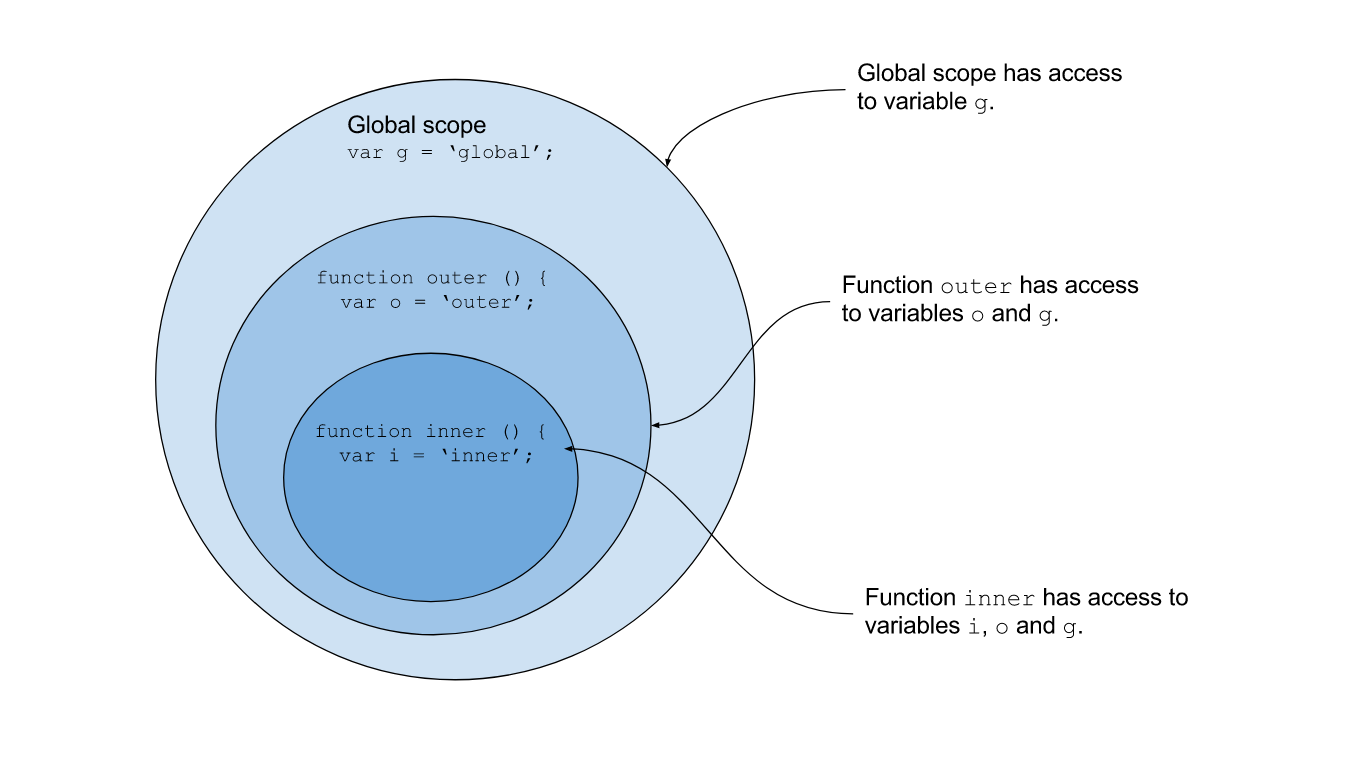 Global scope has access
to variable g.
Global scope
var g = ‘global’;
function outer () {
var o = ‘outer’;
Function outer has access
to variables o and g.
function inner () {
var i = ‘inner’;
Function inner has access to
variables i, o and g.